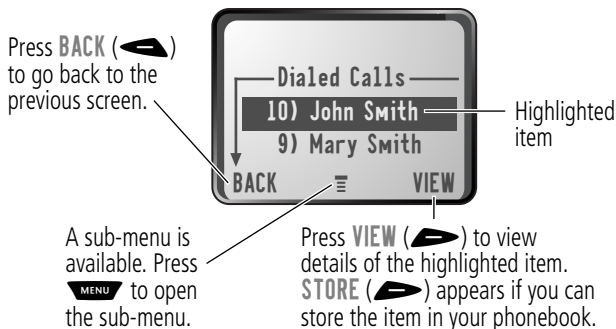 Press BACK ( )
to go back to the
previous screen.
Dialed Calls
10) John Smith
9) Mary Smith
BACK
VIEW
Highlighted
item
A sub-menu is
available. Press
MENU to open
the sub-menu.
Press VIEW ( ) to view
details of the highlighted item.
STORE ( ) appears if you can
store the item in your phonebook.